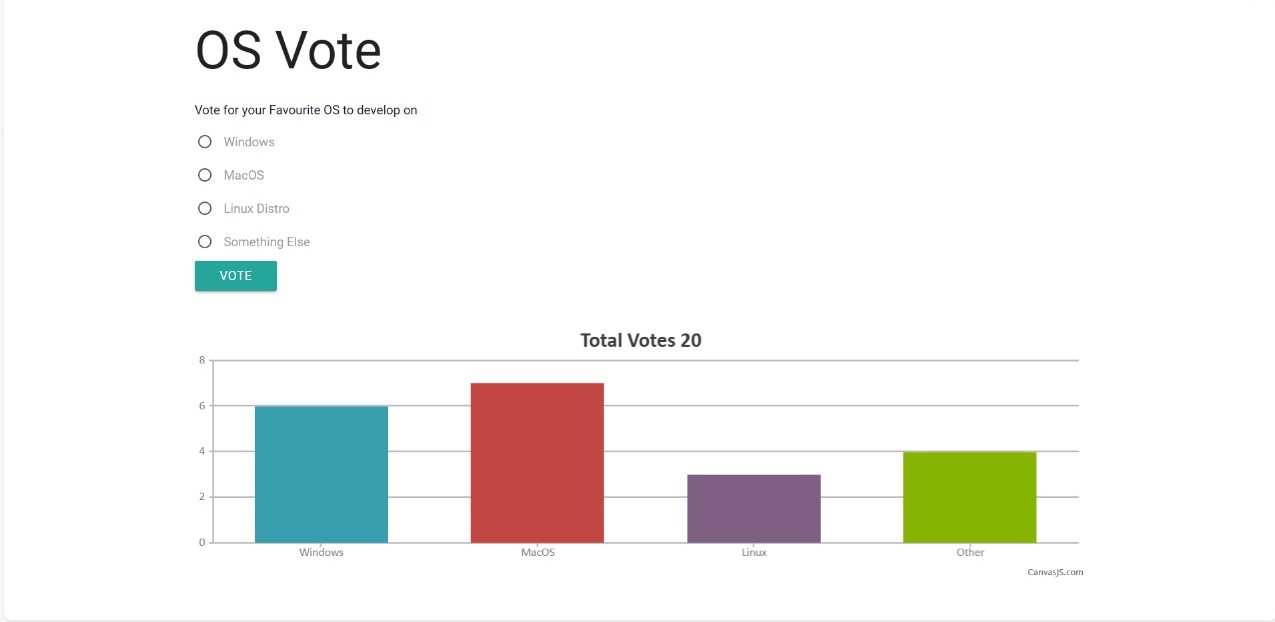 OS Vote
Vote for your Favourite OS to develop on
Windows
MacOS
Linux Distro
Something Else
VOTE
Total Votes 20
8
6
4
2
0
Windows MacOS Linux Other
CanvasJS.com